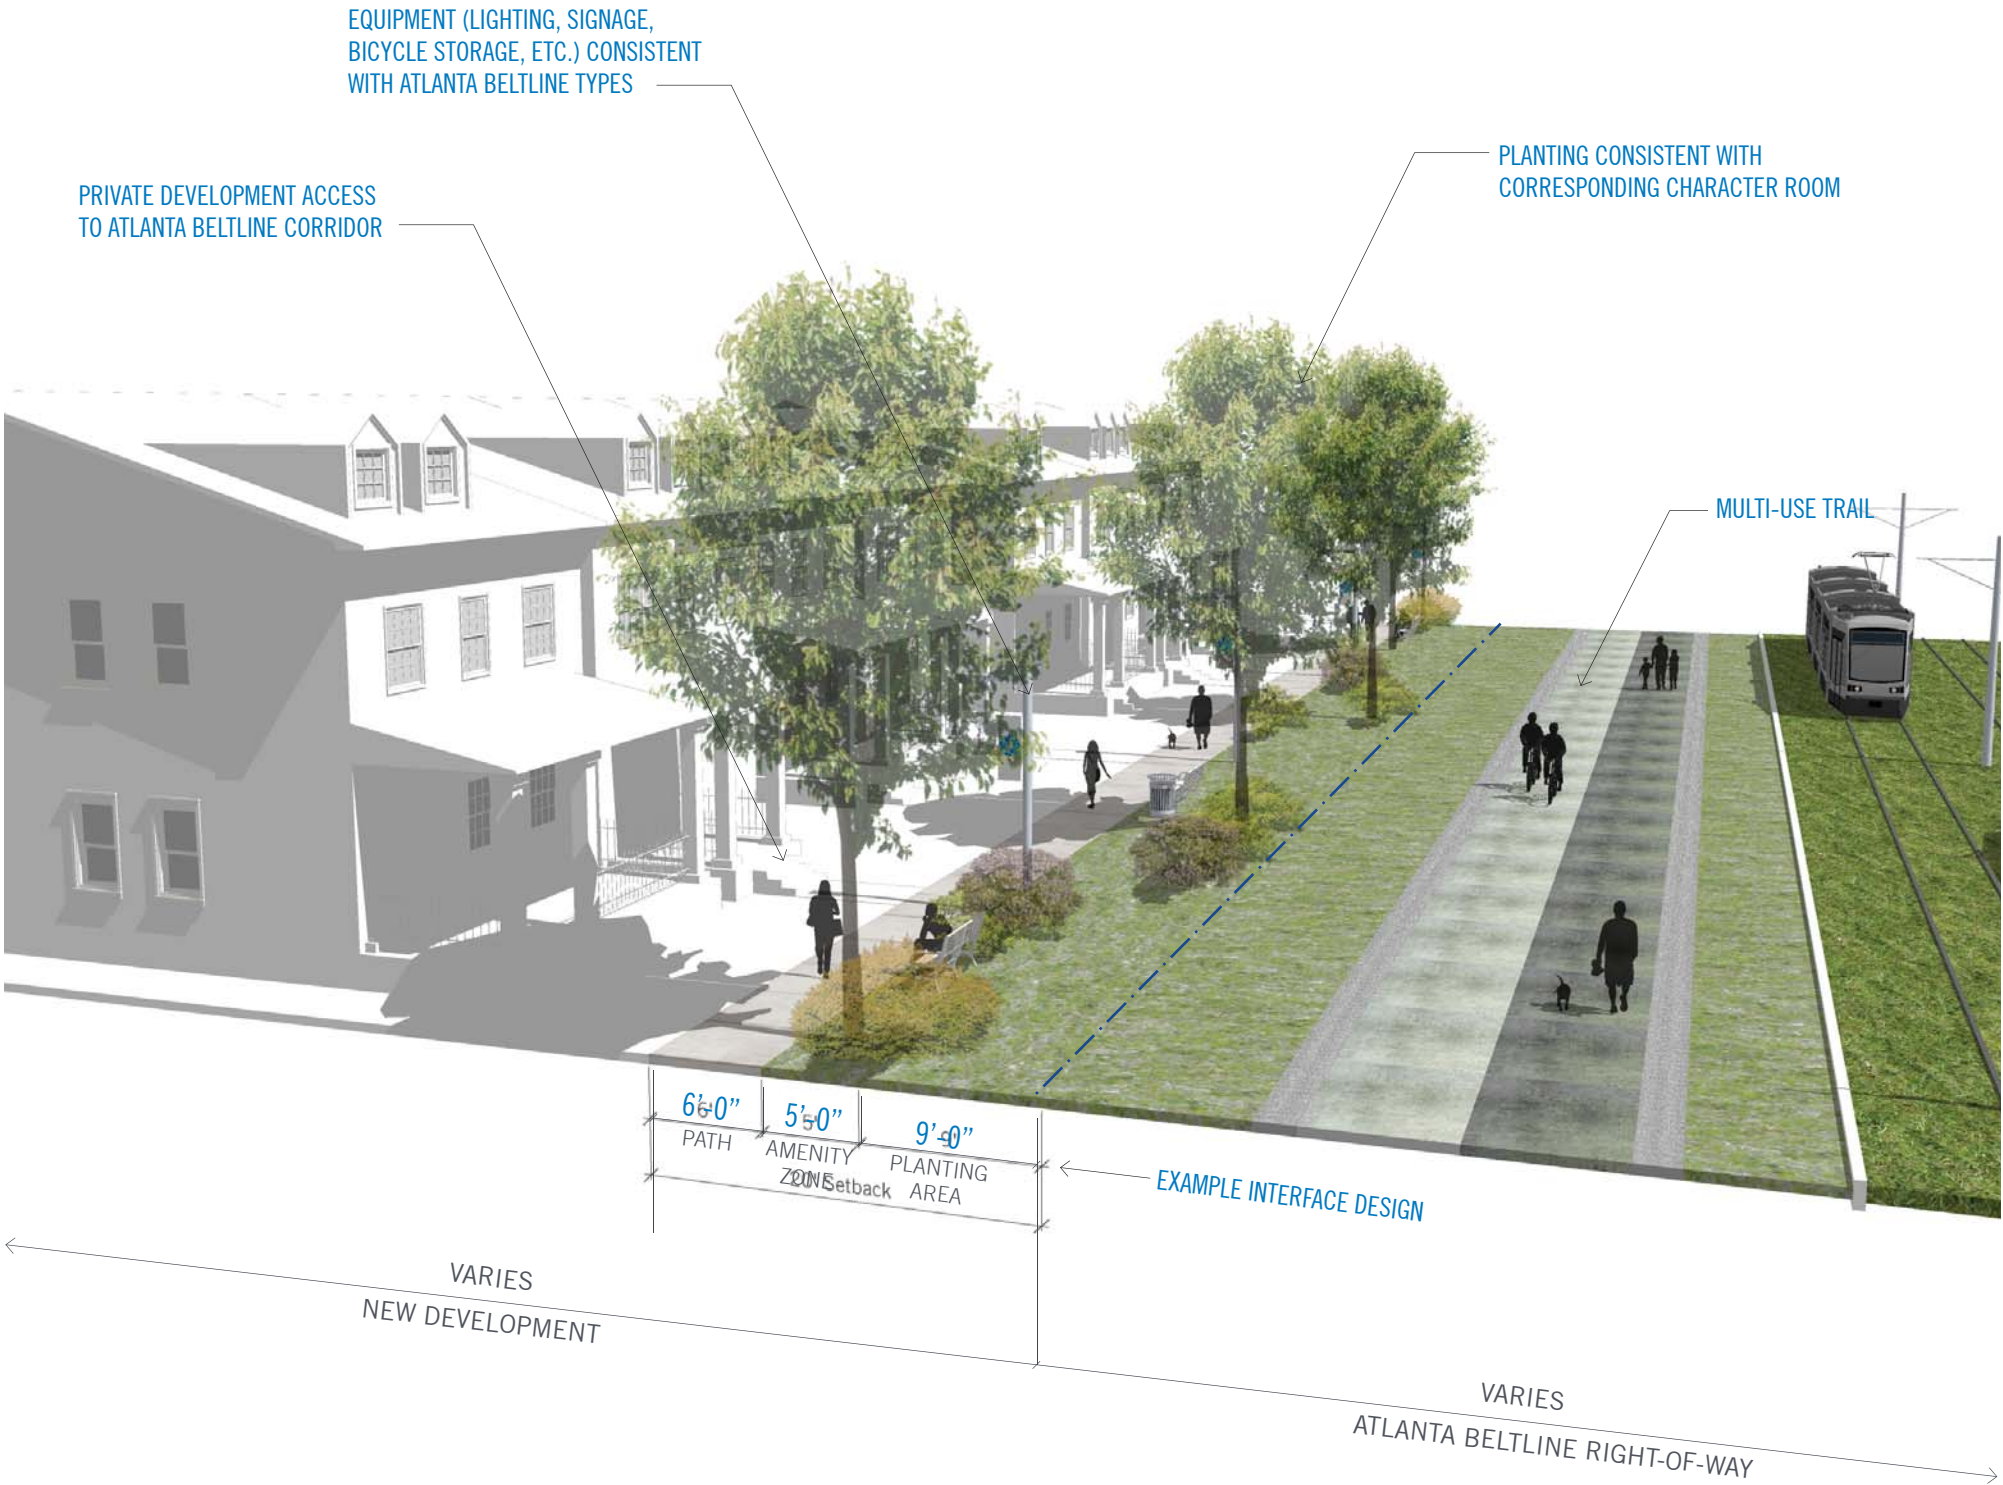 EQUIPMENT (LIGHTING, SIGNAGE,
BICYCLE STORAGE, ETC.) CONSISTENT
WITH ATLANTA BELTLINE TYPES
PLANTING CONSISTENT WITH
CORRESPONDING CHARACTER ROOM
PRIVATE DEVELOPMENT ACCESS
TO ATLANTA BELTLINE CORRIDOR
MULTI-USE TRAIL
6’-0”
PATH
5’-0”
AMENITY
ZONE
9’-0”
PLANTING
AREA
20' Setback
EXAMPLE INTERFACE DESIGN
VARIES
NEW DEVELOPMENT
VARIES
ATLANTA BELTLINE RIGHT-OF-WAY